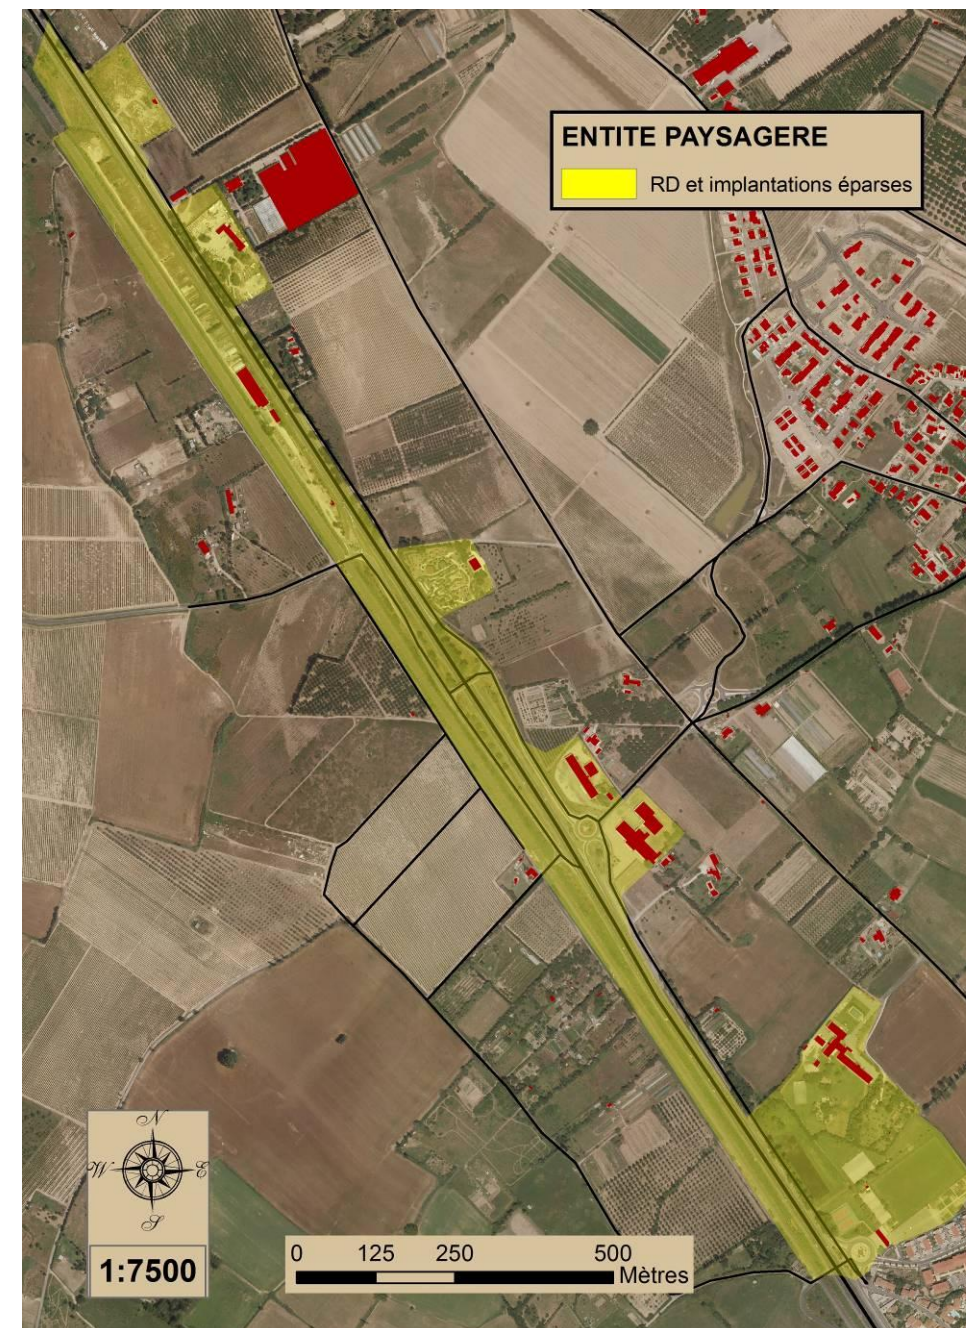 ENTITE PAYSAGERE
RD et implantations éparses
N
W
E
S
1:7500
0 125 250 500
Mètres